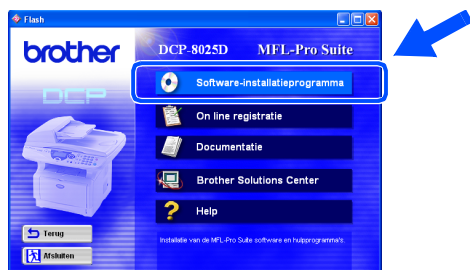 Flash
brother
DCP-8025D MFL-Pro Suite
DCP
Software-installatieprogramma
On line registratie
Documentatie
Brother Solutions Center
Help
Terug
Afsluiten
Installatie van de MFL-Pro Suite software en hulpprogramma's.